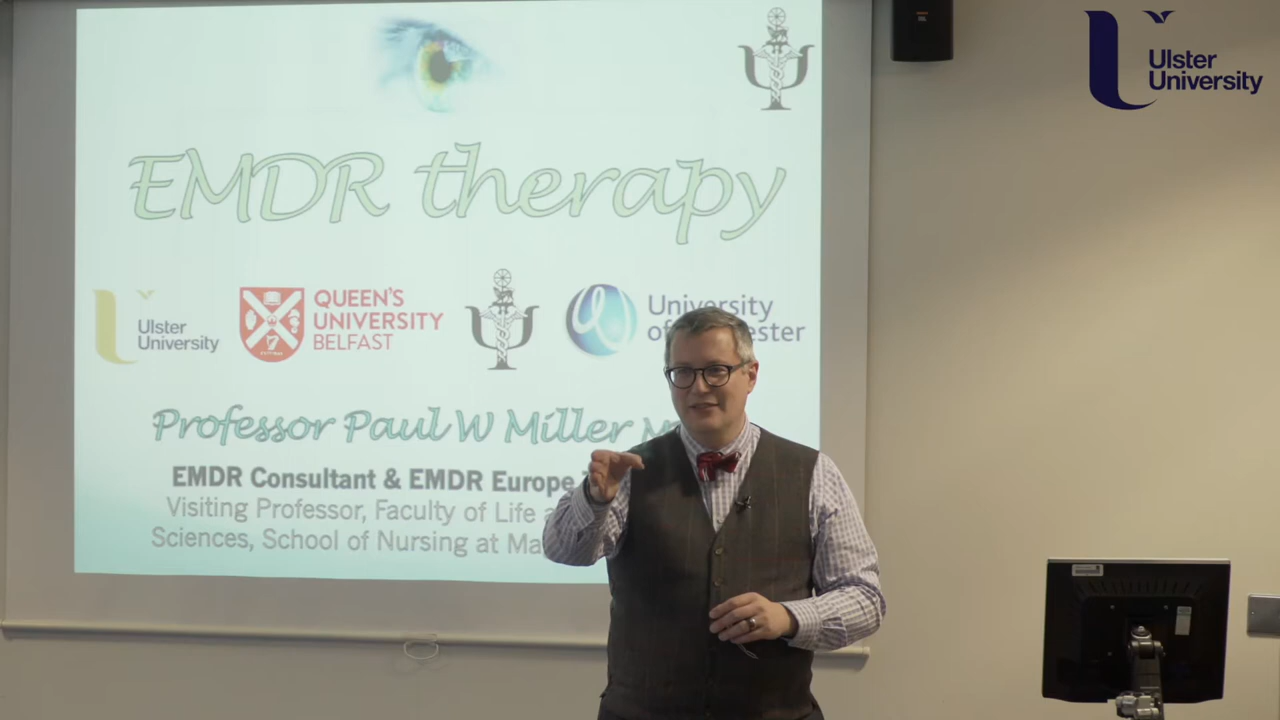 EMDR therapy
Ulster
University
QUEEN'S
UNIVERSITY
BELFAST
University
of
Professor Paul W Miller
EMDR Consultant & EMDR Europe
Visiting Professor, Faculty of Life
Sciences, School of Nursing at
Ulster
University